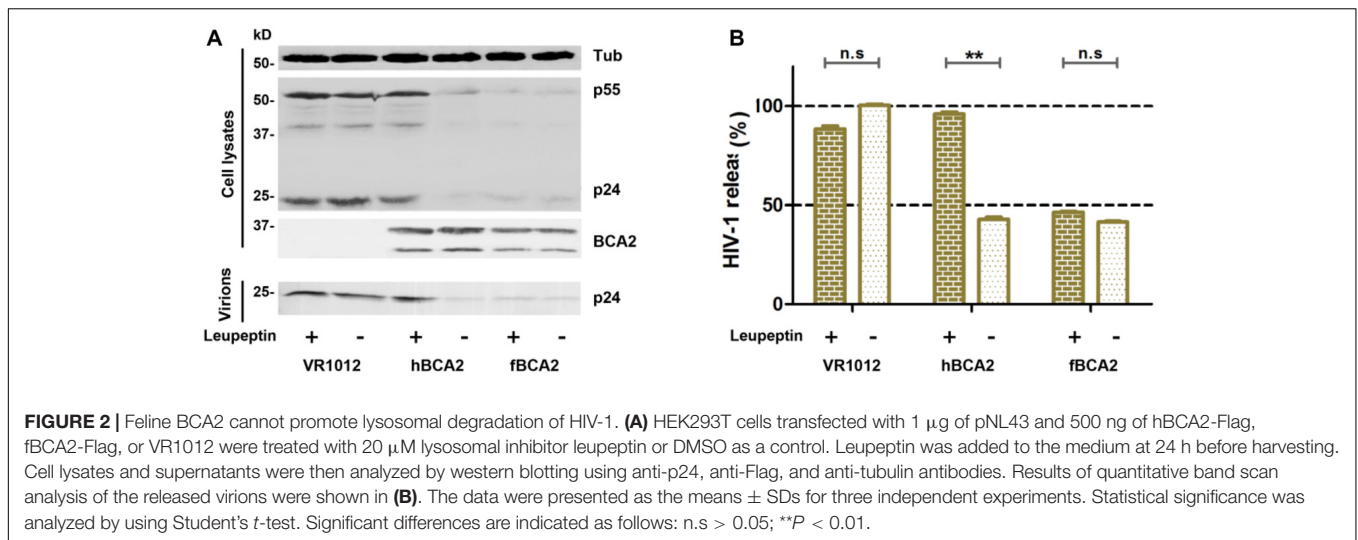 A
kD
Tub
50-
p55
50-
37-
Cell lysates
p24
25-
37-
BCA2
Virions
25-
p24
Leupeptin + - + - + -
VR1012 hBCA2 fBCA2
B
n.s ** n.s
100
50
0
HIV-1 releas(%)
Leupeptin + - + - + -
VR1012 hBCA2 fBCA2
FIGURE 2 | Feline BCA2 cannot promote lysosomal degradation of HIV-1. (A) HEK293T cells transfected with 1 μg of pNL43 and 500 ng of hBCA2-Flag,
fBCA2-Flag, or VR1012 were treated with 20 μM lysosomal inhibitor leupeptin or DMSO as a control. Leupeptin was added to the medium at 24 h before harvesting.
Cell lysates and supernatants were then analyzed by western blotting using anti-p24, anti-Flag, and anti-tubulin antibodies. Results of quantitative band scan
analysis of the released virions were shown in (B). The data were presented as the means ± SDs for three independent experiments. Statistical significance was
analyzed by using Student's t-test. Significant differences are indicated as follows: n.s > 0.05; **P < 0.01.